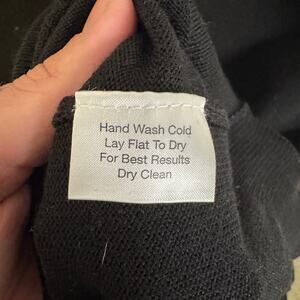 Hand Wash Cold
Lay Flat To Dry
For Best Results
Dry Clean